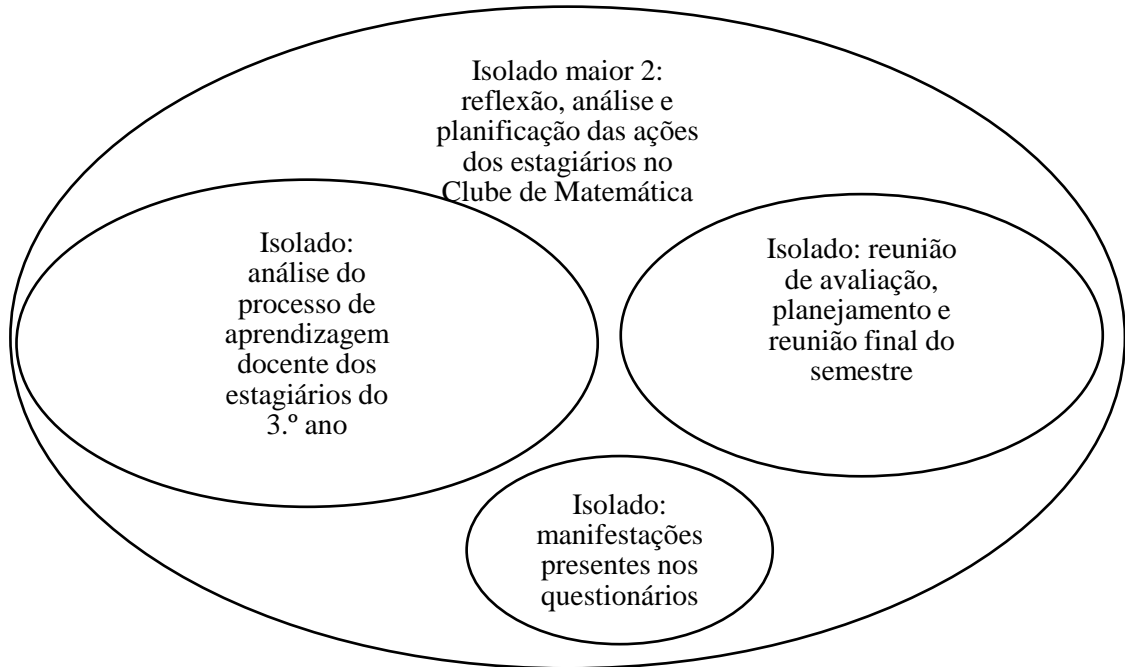 Isolado maior 2:
reflexão, análise e
planificação das ações
dos estagiários no
Clube de Matemática
Isolado:
análise do
processo de
aprendizagem
docente dos
estagiários do
3.º ano
Isolado: reunião
de avaliação,
planejamento e
reunião final do
semestre
Isolado:
manifestações
presentes nos
questionários